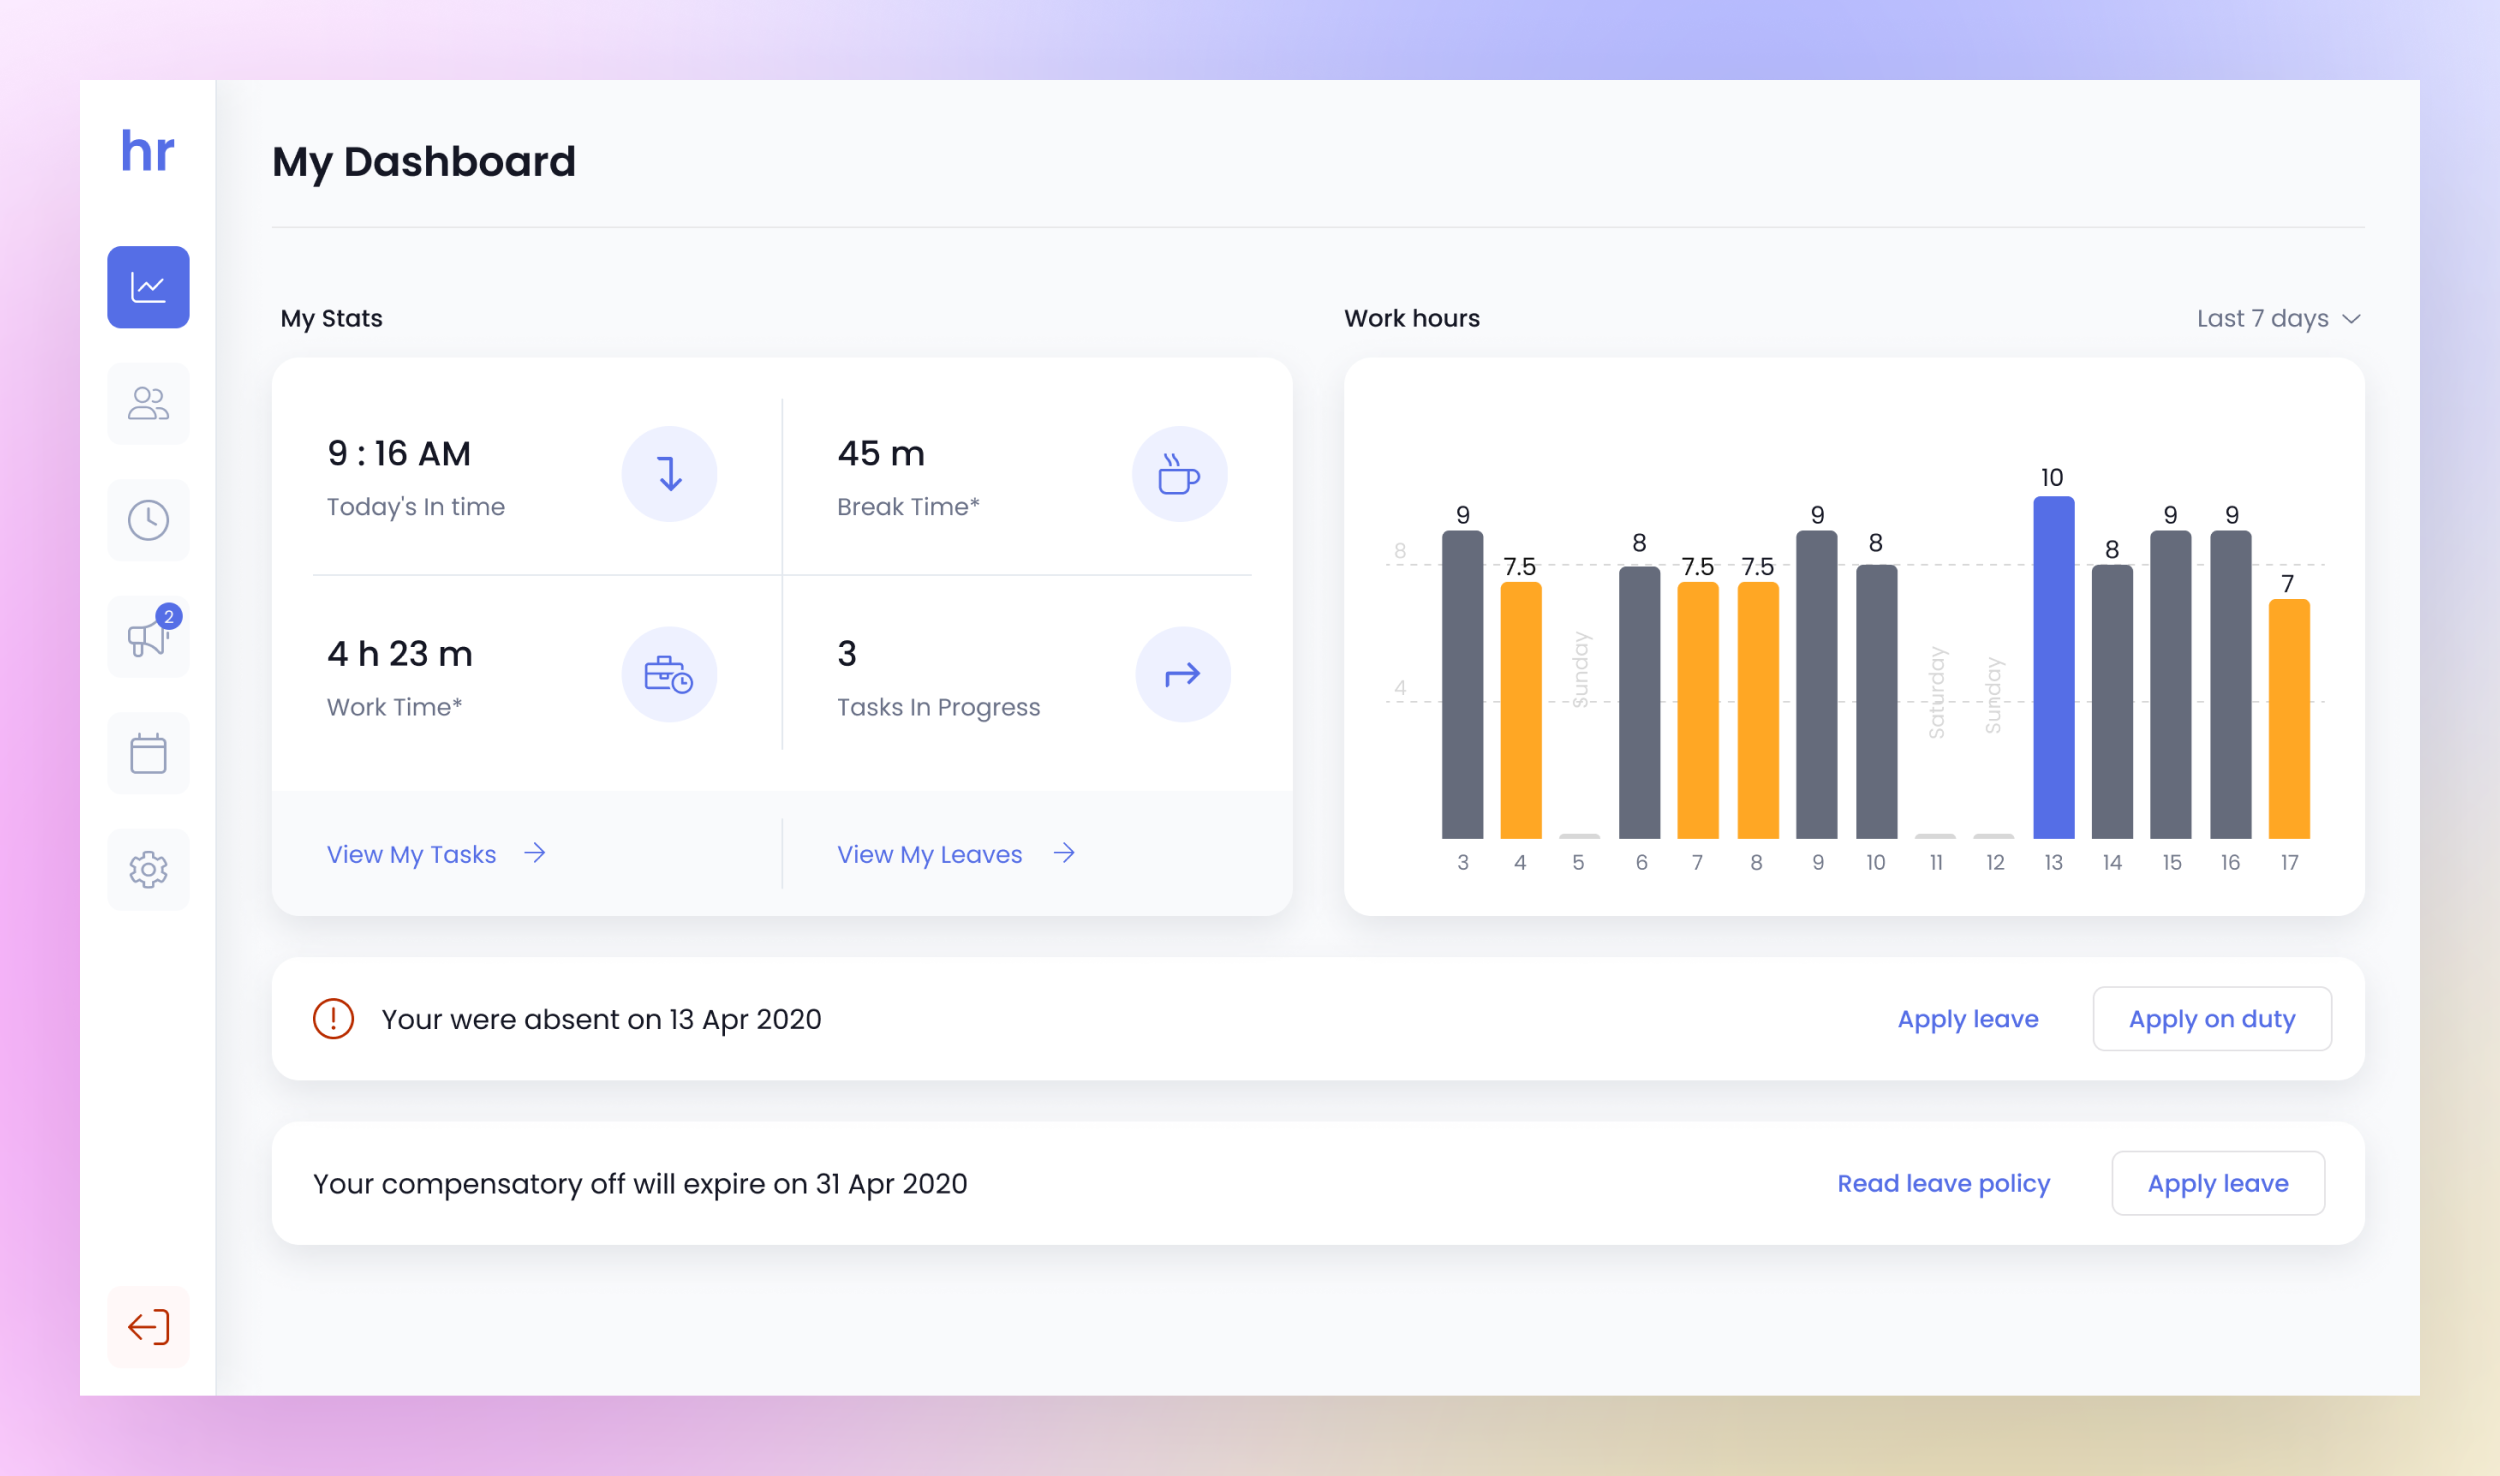 hr
My Dashboard
My Stats
9 : 16 AM
Today's In time
45 m
Break Time*
4 h 23 m
Work Time*
3
Tasks In Progress
View My Tasks
View My Leaves
2
Work hours
Last 7 days
8
4
9
7.5
Sunday
8
7.5
7.5
9
8
Saturday
Sunday
10
8
9
9
7
3 4 5 6 7 8 9 10 11 12 13 14 15 16 17
Your were absent on 13 Apr 2020
Apply leave
Apply on duty
Your compensatory off will expire on 31 Apr 2020
Read leave policy
Apply leave